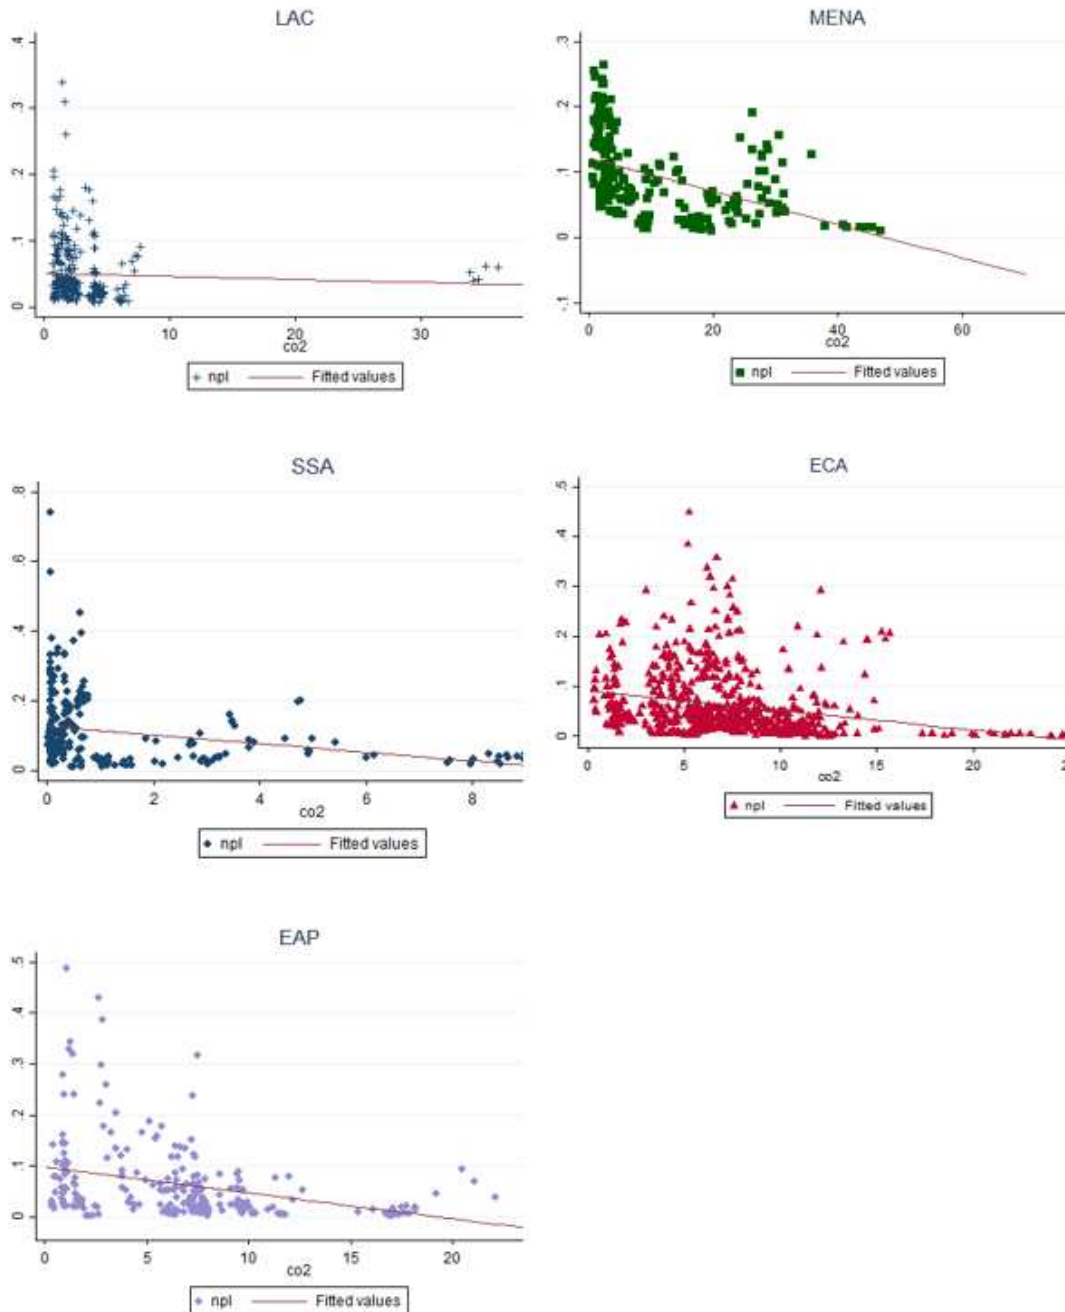 LAC
.4
.3
.2
.1
0
0 10 20 30
co2
npl Fitted values
MENA
.3
.2
.1
0
-.1
0 20 40 60
co2
npl Fitted values
SSA
.8
.6
.4
.2
0
0 2 4 6 8
co2
npl Fitted values
ECA
.5
.4
.3
.2
.1
0
0 5 10 15 20
co2
npl Fitted values
EAP
.5
.4
.3
.2
.1
0
0 5 10 15 20
co2
npl Fitted values